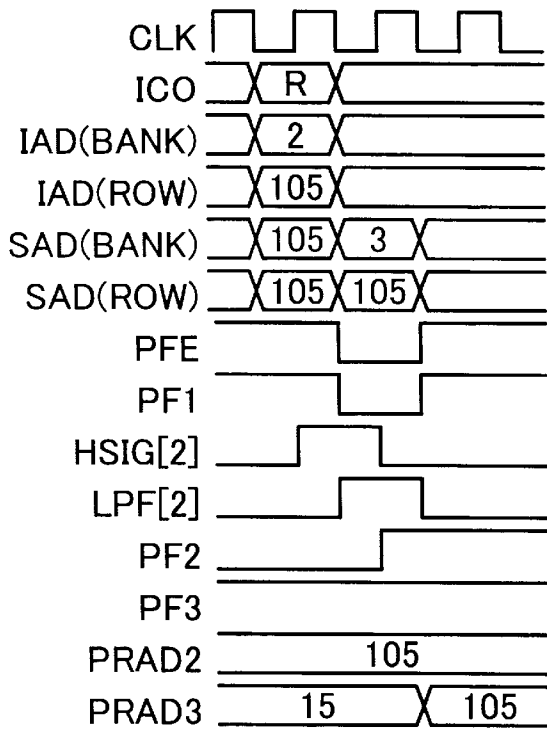 CLK
ICO R
IAD(BANK) 2
IAD(ROW) 105
SAD(BANK) 105 3
SAD(ROW) 105 105
PFE
PF1
HSIG[2]
LPF[2]
PF2
PF3
PRAD2 105
PRAD3 15 105